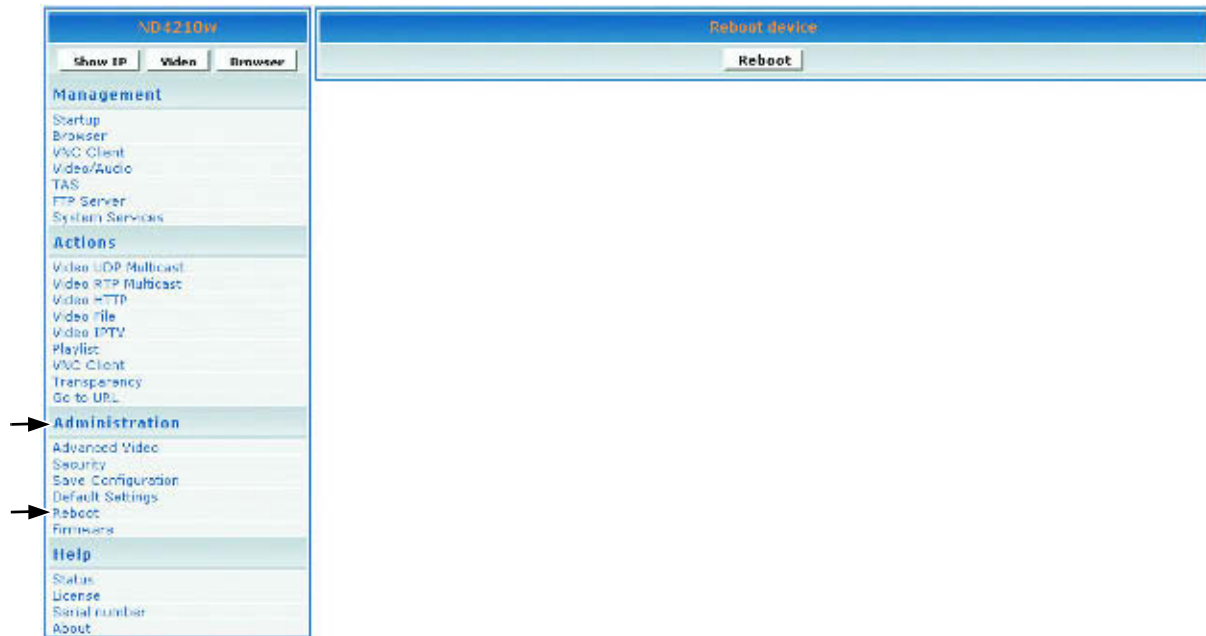 ND4210w
Show IP Video Browser
Management
Startup
Browser
VNC Client
Video/Audio
TAS
FTP Server
System Services
Actions
Video UDP Multicast
Video RTP Multicast
Video HTTP
Video File
Video IPTV
Playlist
VNC Client
Transparency
Go to URL
Administration
Advanced Video
Security
Save Configuration
Default Settings
Reboot
Firmware
Help
Status
License
Serial number
About
Reboot device
Reboot